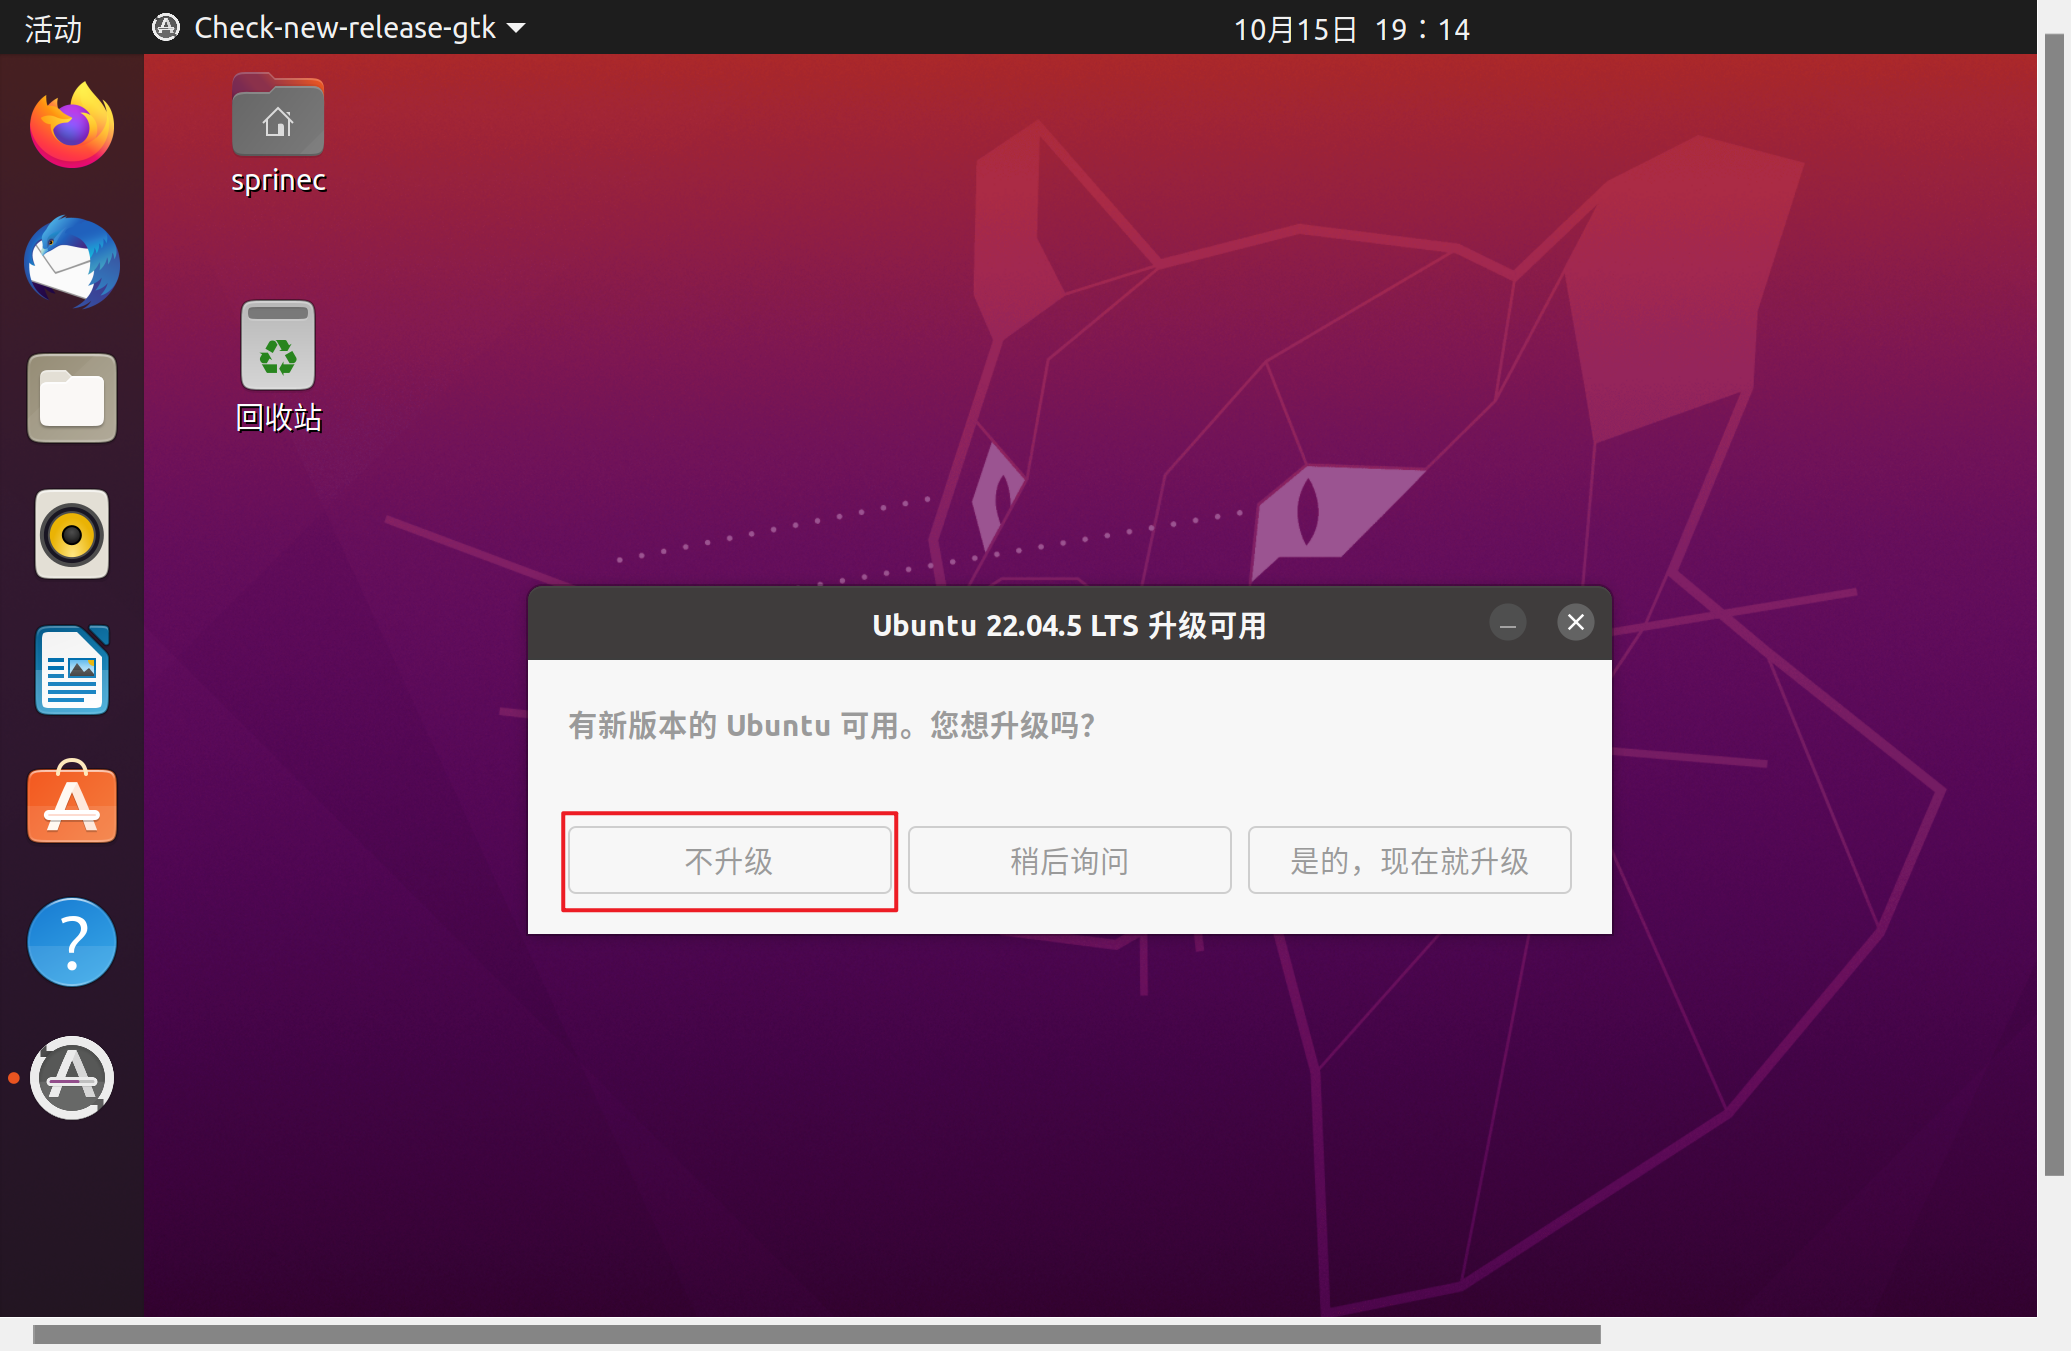 活动
Check-new-release-gtk
10月15日 19：14
sprinec
回收站
Ubuntu 22.04.5 LTS 升级可用
有新版本的 Ubuntu 可用。您想升级吗?
不升级
稍后询问
是的，现在就升级